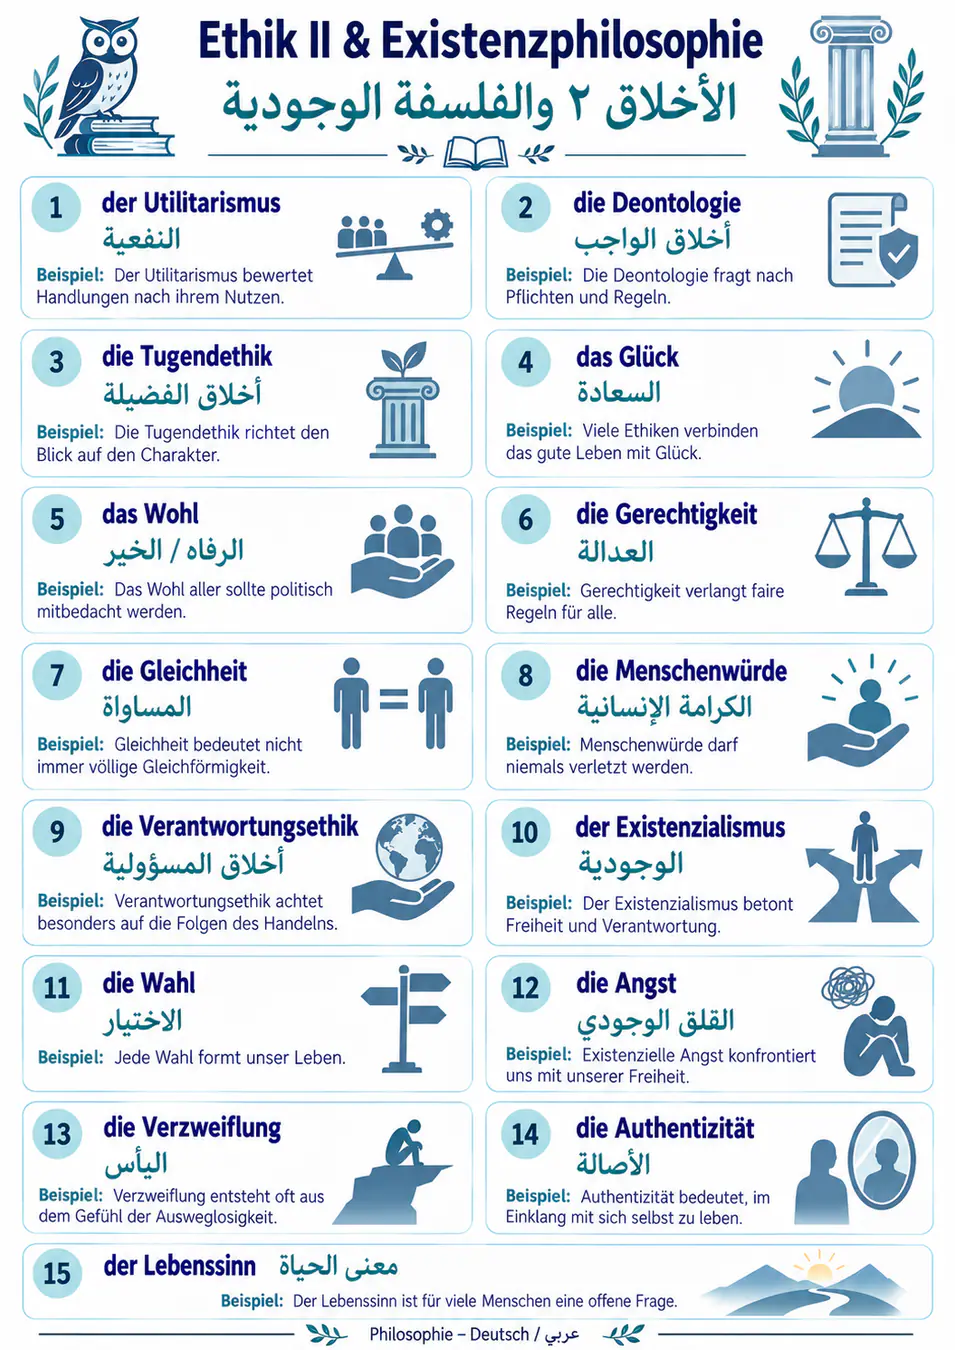 Ethik II & Existenzphilosophie
الأخلاق ٢ والفلسفة الوجودية
1
der Utilitarismus
النفعية
Beispiel: Der Utilitarismus bewertet
Handlungen nach ihrem Nutzen.
2
die Deontologie
أخلاق الواجب
Beispiel: Die Deontologie fragt nach
Pflichten und Regeln.
3
die Tugendethik
أخلاق الفضيلة
Beispiel: Die Tugendethik richtet den
Blick auf den Charakter.
4
das Glück
السعادة
Beispiel: Viele Ethiken verbinden
das gute Leben mit Glück.
5
das Wohl
الرفاه / الخير
Beispiel: Das Wohl aller sollte politisch
mitbedacht werden.
6
die Gerechtigkeit
العدالة
Beispiel: Gerechtigkeit verlangt faire
Regeln für alle.
7
die Gleichheit
المساواة
Beispiel: Gleichheit bedeutet nicht
immer völlige Gleichförmigkeit.
8
die Menschenwürde
الكرامة الإنسانية
Beispiel: Menschenwürde darf
niemals verletzt werden.
9
die Verantwortungsethik
أخلاق المسؤولية
Beispiel: Verantwortungsethik achtet
besonders auf die Folgen des Handelns.
10
der Existenzialismus
الوجودية
Beispiel: Der Existenzialismus betont
Freiheit und Verantwortung.
11
die Wahl
الاختيار
Beispiel: Jede Wahl formt unser Leben.
12
die Angst
القلق الوجودي
Beispiel: Existenzielle Angst konfrontiert
uns mit unserer Freiheit.
13
die Verzweiflung
اليأس
Beispiel: Verzweiflung entsteht oft aus
dem Gefühl der Ausweglosigkeit.
14
die Authentizität
الأصالة
Beispiel: Authentizität bedeutet, im
Einklang mit sich selbst zu leben.
15
der Lebenssinn معنى الحياة
Beispiel: Der Lebenssinn ist für viele Menschen eine offene Frage.
Philosophie – Deutsch / عربي